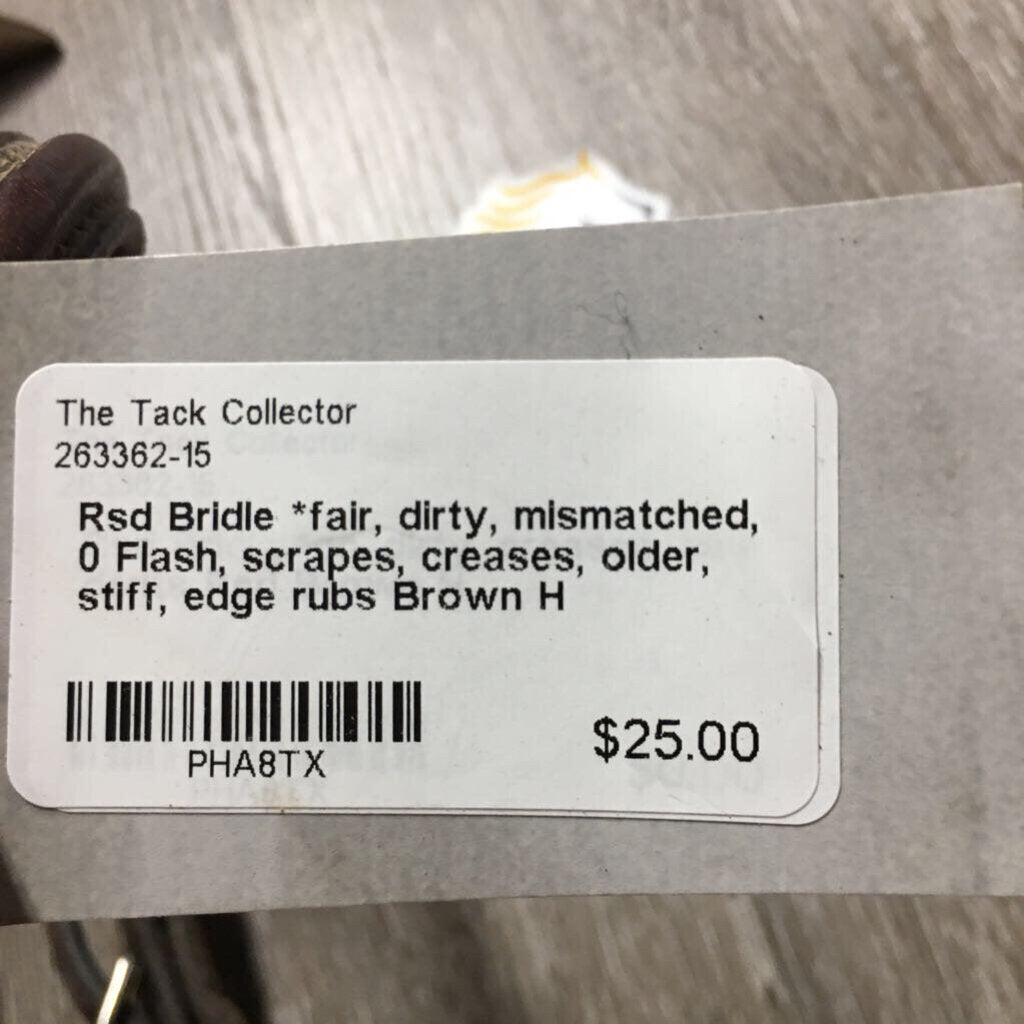 The Tack Collector
263362-15
Rsd Bridle *fair, dirty, mismatched,
0 Flash, scrapes, creases, older,
stiff, edge rubs Brown H
PHA8TX
$25.00